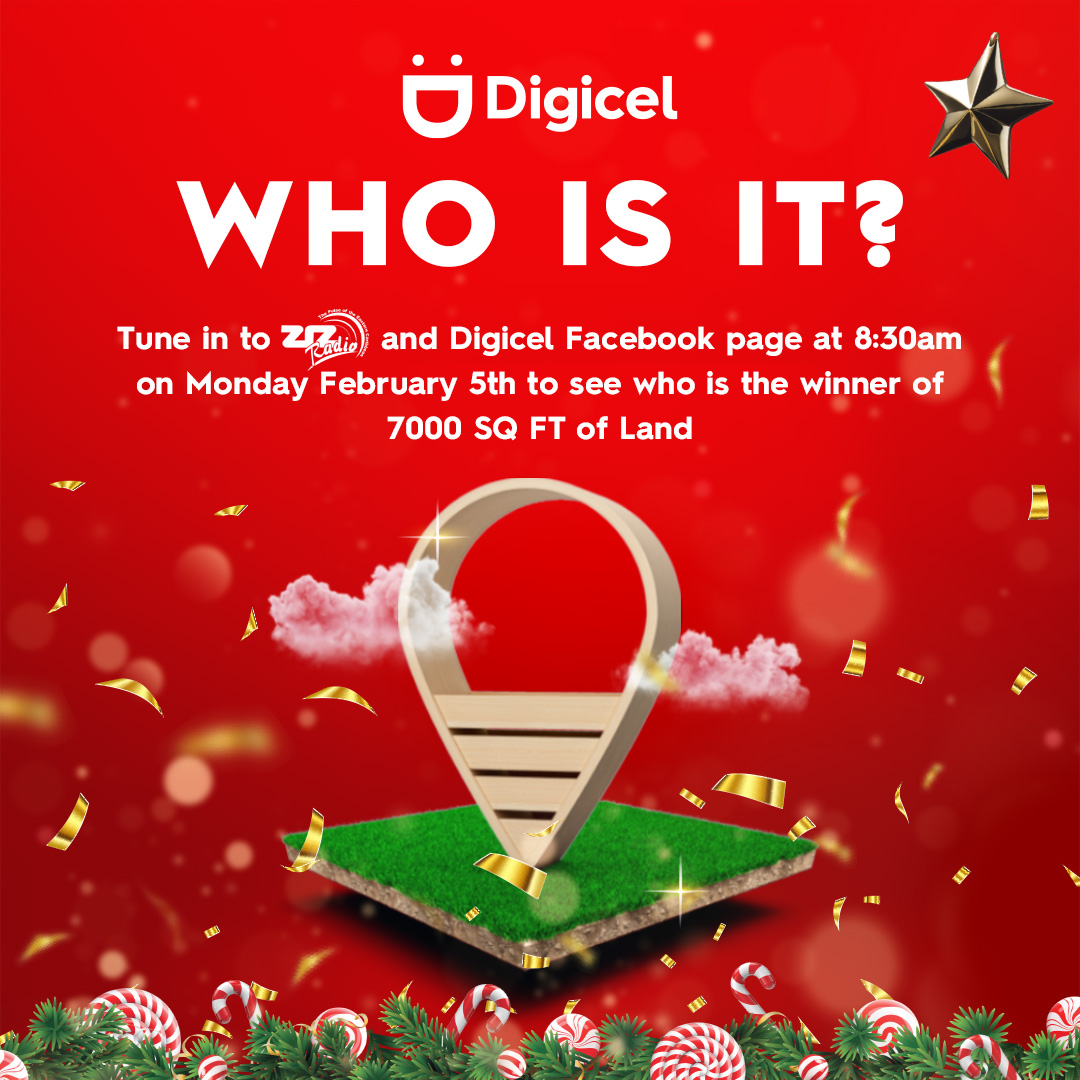 Digicel
WHO IS IT?
Tune in to ZIZ Radio and Digicel Facebook page at 8:30am
on Monday February 5th to see who is the winner of
7000 SQ FT of Land